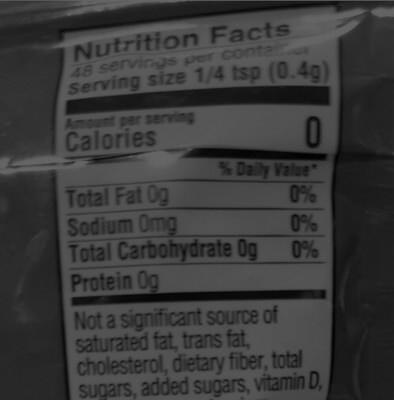 Nutrition Facts
48 servings per container
Serving size 1/4 tsp (0.4g)
Amount per serving
Calories 0
% Daily Value*
Total Fat 0g 0%
Sodium 0mg 0%
Total Carbohydrate 0g 0%
Protein 0g
Not a significant source of
saturated fat, trans fat,
cholesterol, dietary fiber, total
sugars, added sugars, vitamin D,